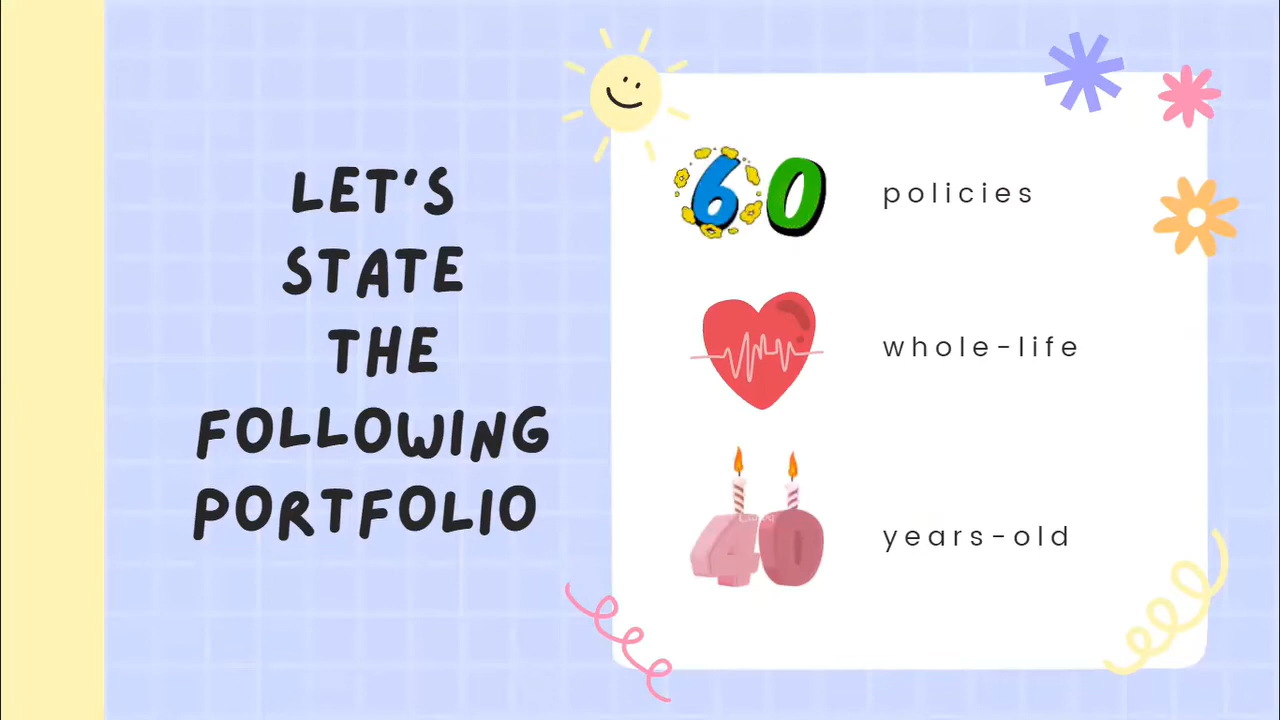 LET'S
STATE
THE
FOLLOWING
PORTFOLIO
60 policies
whole-life
40 years-old